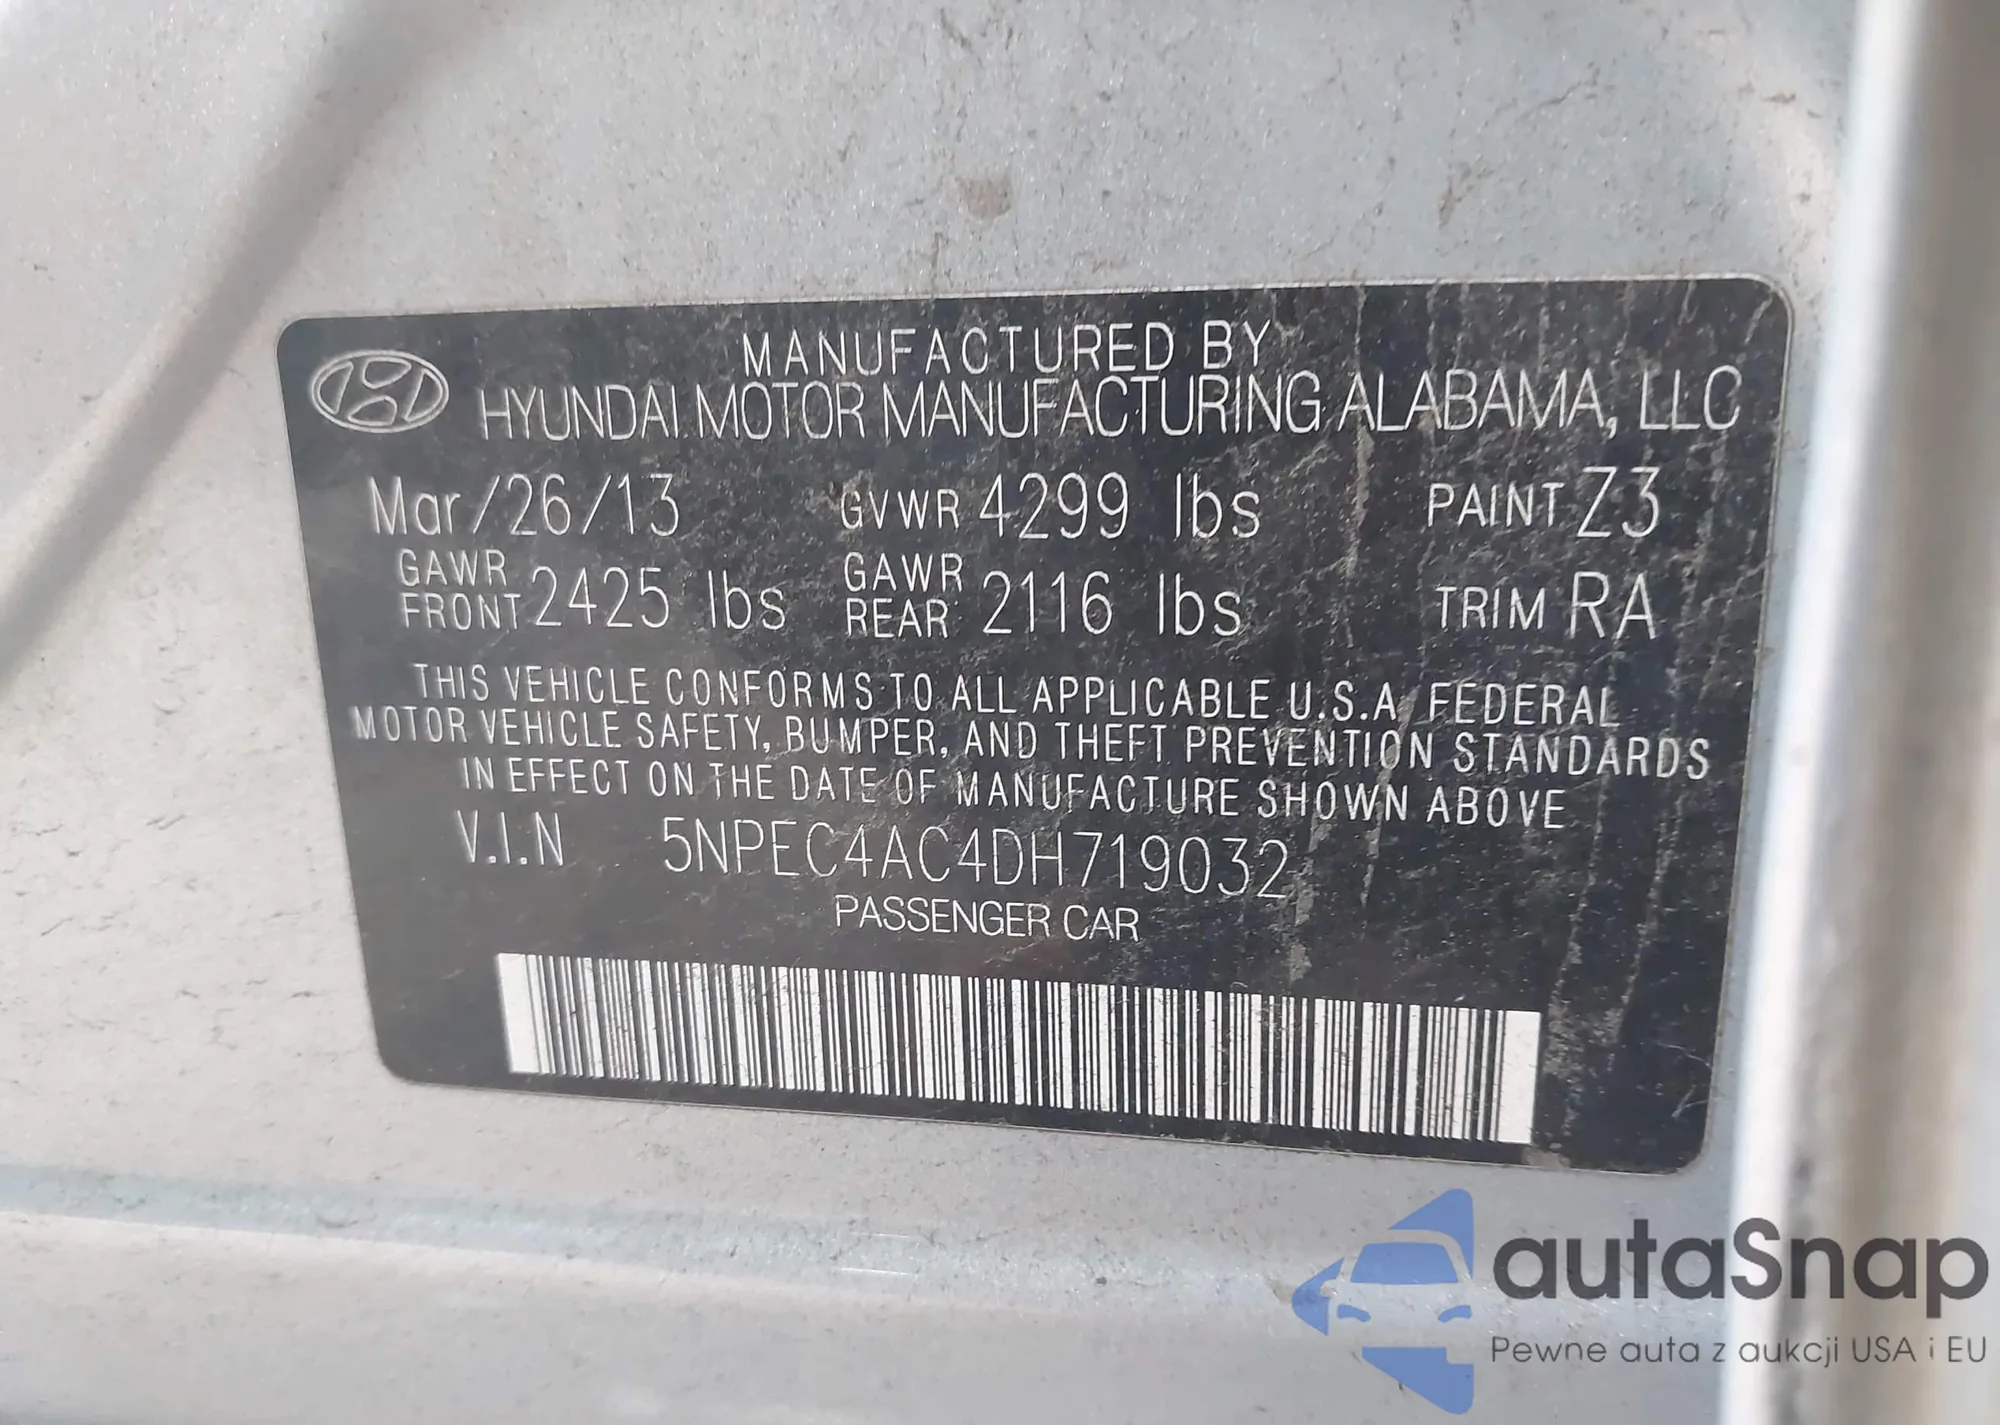 MANUFACTURED BY
HYUNDAI MOTOR MANUFACTURING ALABAMA, LLC
Mar/26/13 GVWR 4299 lbs PAINT Z3
GAWR FRONT 2425 lbs GAWR REAR 2116 lbs TRIM RA
THIS VEHICLE CONFORMS TO ALL APPLICABLE U.S.A FEDERAL
MOTOR VEHICLE SAFETY, BUMPER, AND THEFT PREVENTION STANDARDS
IN EFFECT ON THE DATE OF MANUFACTURE SHOWN ABOVE
V.I.N 5NPEC4AC4DH719032
PASSENGER CAR
autaSnap
Pewne auta z aukcji USA i EU